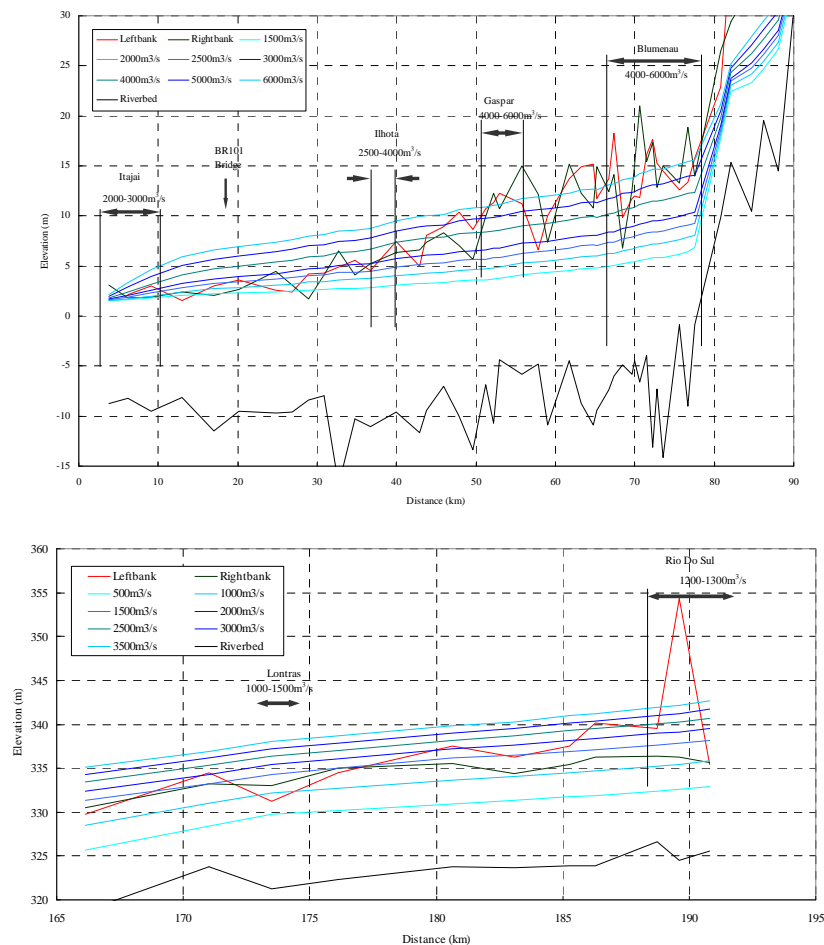 30
25
20
15
10
5
0
-5
-10
-15
Elevation (m)
Leftbank Rightbank 1500m3/s
2000m3/s 2500m3/s 3000m3/s
4000m3/s 5000m3/s 6000m3/s
Riverbed
Itajai
2000-3000m³/s
BR101
Bridge
Ilhota
2500-4000m³/s
Gaspar
4000-6000m³/s
Blumenau
4000-6000m³/s
0 10 20 30 40 50 60 70 80 90
Distance (km)
360
355
350
345
340
335
330
325
320
Elevation (m)
Leftbank Rightbank
500m3/s 1000m3/s
1500m3/s 2000m3/s
2500m3/s 3000m3/s
3500m3/s Riverbed
Lontras
1000-1500m³/s
Rio Do Sul
1200-1300m³/s
165 170 175 180 185 190 195
Distance (km)